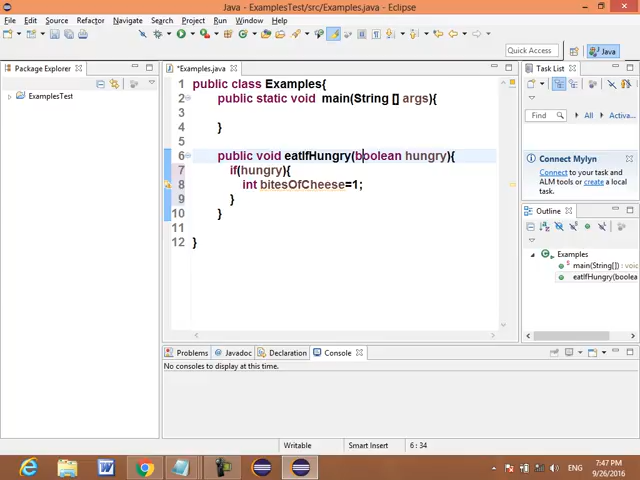 Java - ExamplesTest/src/Examples.java - Eclipse
File Edit Source Refactor Navigate Search Project Run Window Help
Quick Access
Java
Package Explorer
ExamplesTest
*Examples.java
1 public class Examples{
2 public static void main(String [] args){
3
4 }
5
6 public void eatIfHungry(boolean hungry){
7 if(hungry){
8 int bitesOfCheese=1;
9 }
10 }
11
12 }
Task List
Find
All
Activa...
Connect Mylyn
Connect to your task and
ALM tools or create a local
task.
Outline
Examples
main(String[]) : void
eatIfHungry(boolea
Problems Javadoc Declaration Console
No consoles to display at this time.
Writable Smart Insert 6 : 34
ENG
7:47 PM
9/26/2016